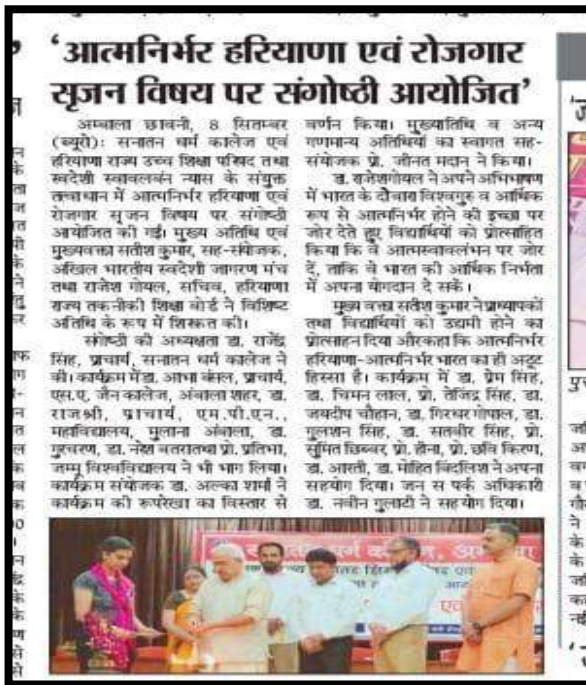 ‘आत्मनिर्भर हरियाणा एवं रोजगार
सृजन विषय पर संगोष्ठी आयोजित’
अम्बाला छावनी, 8 सितम्बर
(ब्यूरो): सनातन धर्म कालेज एवं
हरियाणा राज्य उच्च शिक्षा परिषद तथा
स्वदेशी स्वावलंबन न्यास के संयुक्त
तत्वाधान में आत्मनिर्भर हरियाणा एवं
रोजगार सृजन विषय पर संगोष्ठी
आयोजित की गई। मुख्य अतिथि एवं
मुख्यवक्ता सतीश कुमार, सह-संयोजक,
अखिल भारतीय स्वदेशी जागरण मंच
तथा राजेश गोयल, सचिव, हरियाणा
राज्य तकनीकी शिक्षा बोर्ड ने विशिष्ट
अतिथि के रूप में शिरकत की।
संगोष्ठी की अध्यक्षता डा. राजेंद्र
सिंह, प्राचार्य, सनातन धर्म कालेज ने
की। कार्यक्रम में डा. आभा बंसल, प्राचार्य,
एस.ए. जैन कालेज, अंबाला शहर, डा.
राजश्री, प्राचार्य, एम.पी.एन.,
महाविद्यालय, मुलाना अंबाला, डा.
गुरचरण, डा. नरेश बतरा तथा प्रो. प्रतिभा,
जम्मू विश्वविद्यालय ने भी भाग लिया।
कार्यक्रम संयोजक डा. अल्का शर्मा ने
कार्यक्रम की रूपरेखा का विस्तार से
वर्णन किया। मुख्यातिथि व अन्य
गणमान्य अतिथियों का स्वागत सह-
संयोजक प्रो. जीनत मदान ने किया।
डा. राजेश गोयल ने अपने अभिभाषण
में भारत के दोबारा विश्वगुरु व आर्थिक
रूप से आत्मनिर्भर होने की इच्छा पर
जोर देते हुए विद्यार्थियों को प्रोत्साहित
किया कि वे आत्मस्वावलंभन पर जोर
दें, ताकि वे भारत की आर्थिक निर्भता
में अपना योगदान दे सकें।
मुख्य वक्ता सतीश कुमार ने प्राध्यापकों
तथा विद्यार्थियों को उद्यमी होने का
प्रोत्साहन दिया और कहा कि आत्मनिर्भर
हरियाणा-आत्मनिर्भर भारत का ही अटूट
हिस्सा है। कार्यक्रम में डा. प्रेम सिंह,
डा. चिमन लाल, प्रो. तेजिंद्र सिंह, डा.
जयदीप चौहान, डा. गिरधर गोपाल, डा.
गुलशन सिंह, डा. सतबीर सिंह, प्रो.
सुमित छिब्बर, प्रो. हीना, प्रो. छवि किरण,
डा. आरती, डा. मोहित बिंदलिश ने अपना
सहयोग दिया। जन स पर्क अधिकारी
डा. नवीन गुलाटी ने सहयोग दिया।